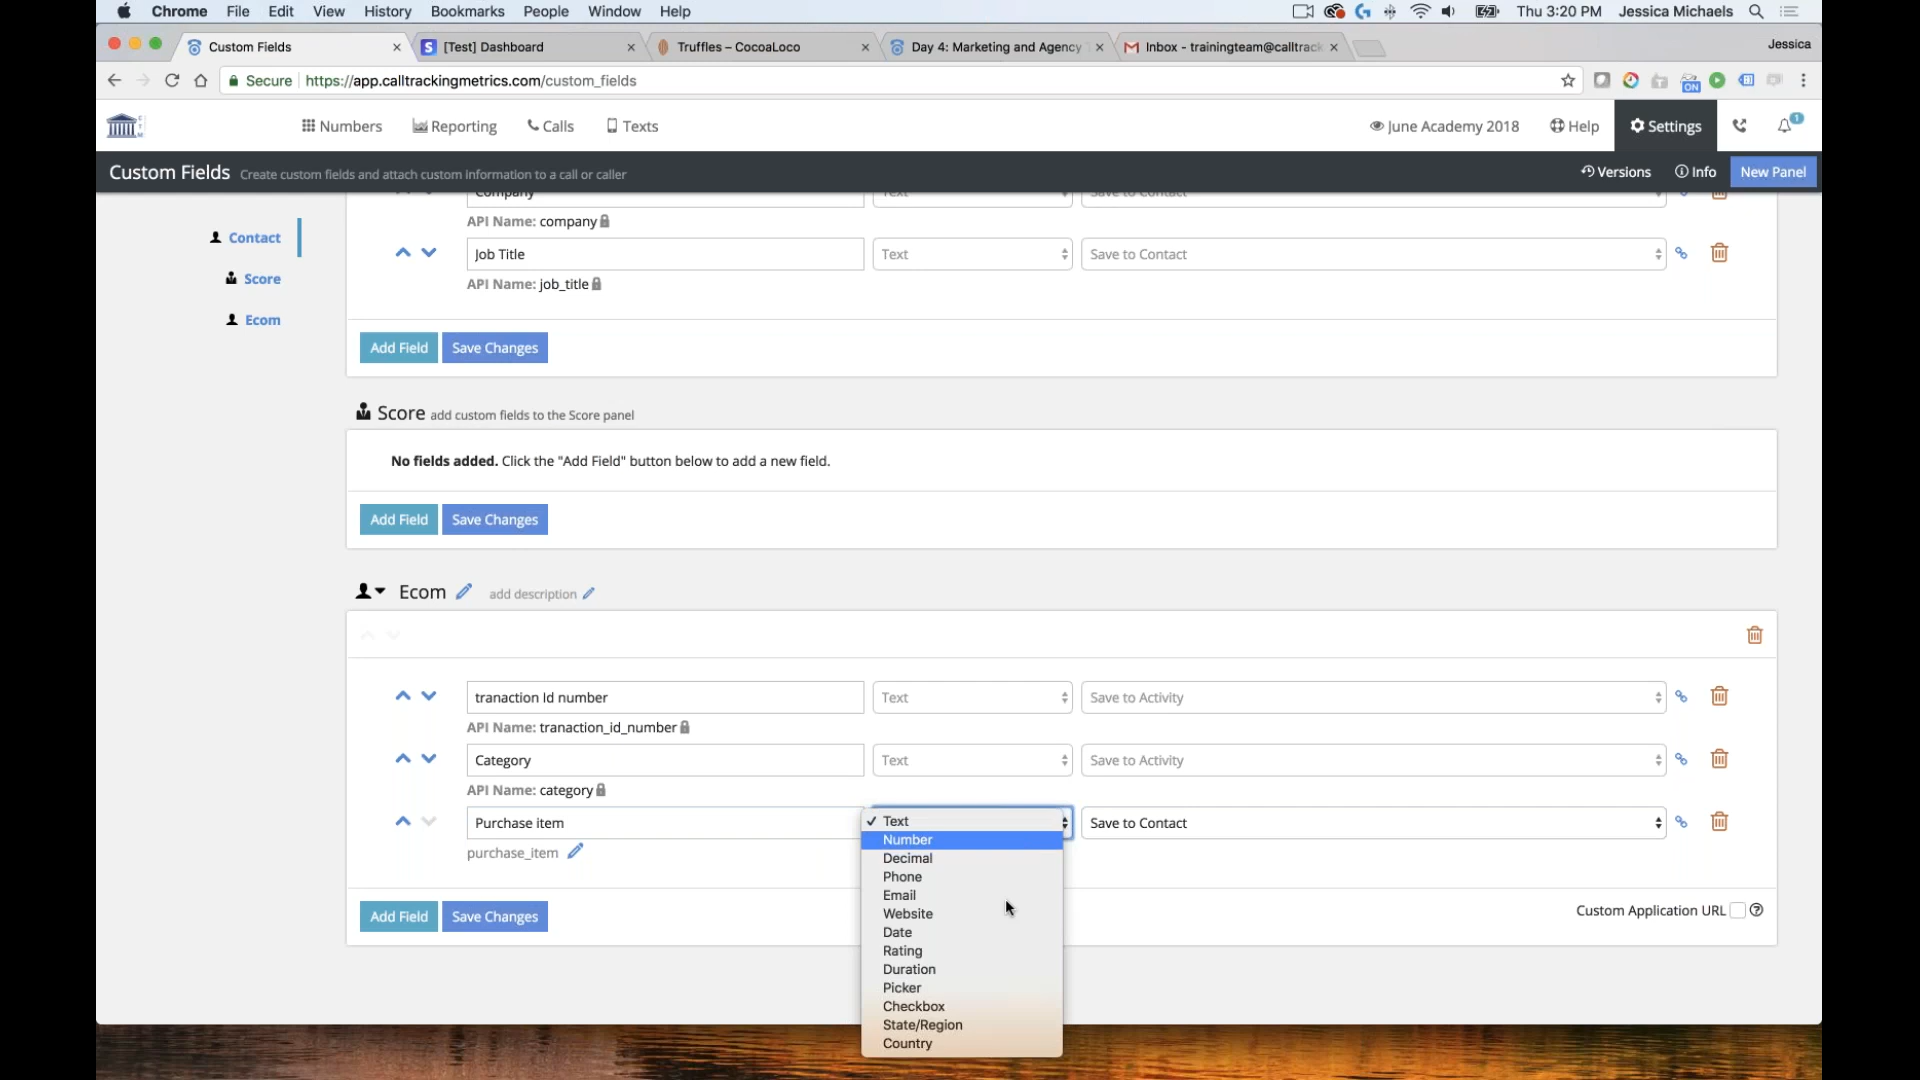 Chrome File Edit View History Bookmarks People Window Help Thu 3:20 PM Jessica Michaels
Custom Fields [Test] Dashboard Truffles – CocoaLoco Day 4: Marketing and Agency Inbox - trainingteam@calltrack Jessica
Secure https://app.calltrackingmetrics.com/custom_fields ON
Numbers Reporting Calls Texts June Academy 2018 Help Settings 1
Custom Fields Create custom fields and attach custom information to a call or caller Versions Info New Panel
Company Text Save to Contact
API Name: company
Contact
Job Title Text Save to Contact
Score
API Name: job_title
Ecom
Add Field Save Changes
Score add custom fields to the Score panel
No fields added. Click the "Add Field" button below to add a new field.
Add Field Save Changes
Ecom add description
tranaction Id number Text Save to Activity
API Name: tranaction_id_number
Category Text Save to Activity
API Name: category
Purchase item Text Save to Contact
Number
purchase_item
Decimal
Phone
Email
Add Field Save Changes Website Custom Application URL
Date
Rating
Duration
Picker
Checkbox
State/Region
Country